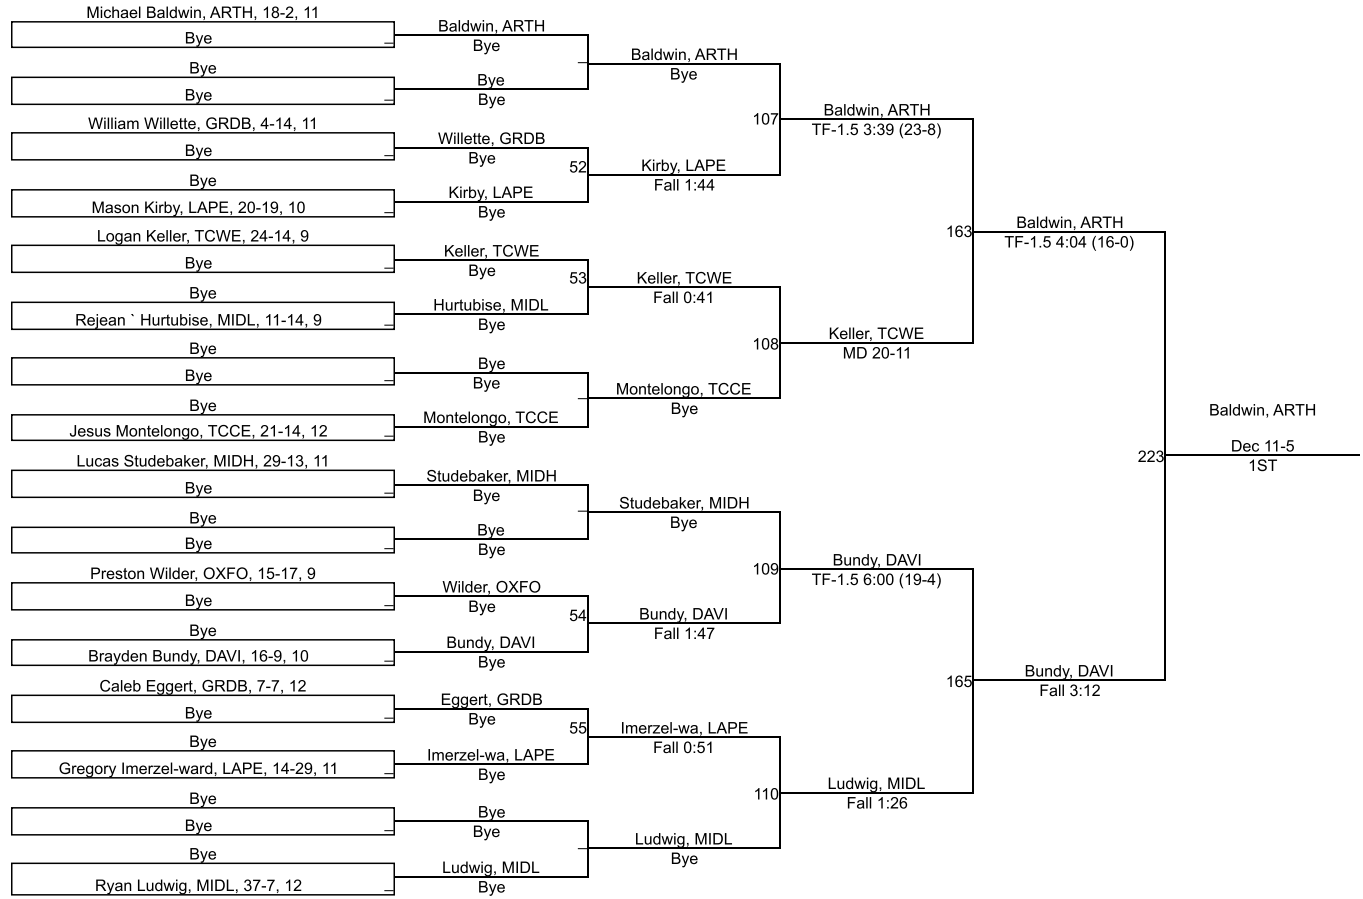 Michael Baldwin, ARTH, 18-2, 11
Bye
Bye
Bye
William Willette, GRDB, 4-14, 11
Bye
Bye
Mason Kirby, LAPE, 20-19, 10
Logan Keller, TCWE, 24-14, 9
Bye
Bye
Rejean ` Hurtubise, MIDL, 11-14, 9
Bye
Bye
Bye
Jesus Montelongo, TCCE, 21-14, 12
Lucas Studebaker, MIDH, 29-13, 11
Bye
Bye
Bye
Preston Wilder, OXFO, 15-17, 9
Bye
Bye
Brayden Bundy, DAVI, 16-9, 10
Caleb Eggert, GRDB, 7-7, 12
Bye
Bye
Gregory Imerzel-ward, LAPE, 14-29, 11
Bye
Bye
Bye
Ryan Ludwig, MIDL, 37-7, 12
Baldwin, ARTH
Bye
Bye
Bye
Willette, GRDB
Bye
52
Kirby, LAPE
Bye
Keller, TCWE
Bye
53
Hurtubise, MIDL
Bye
Bye
Bye
Montelongo, TCCE
Bye
Studebaker, MIDH
Bye
Bye
Bye
Wilder, OXFO
Bye
54
Bundy, DAVI
Bye
Eggert, GRDB
Bye
55
Imerzel-wa, LAPE
Bye
Bye
Bye
Ludwig, MIDL
Bye
Baldwin, ARTH
Bye
107
Kirby, LAPE
Fall 1:44
Keller, TCWE
Fall 0:41
108
Montelongo, TCCE
Bye
Studebaker, MIDH
Bye
109
Bundy, DAVI
Fall 1:47
Imerzel-wa, LAPE
Fall 0:51
110
Ludwig, MIDL
Bye
Baldwin, ARTH
TF-1.5 3:39 (23-8)
163
Keller, TCWE
MD 20-11
Bundy, DAVI
TF-1.5 6:00 (19-4)
165
Ludwig, MIDL
Fall 1:26
Baldwin, ARTH
TF-1.5 4:04 (16-0)
223
Bundy, DAVI
Fall 3:12
Baldwin, ARTH
Dec 11-5
1ST